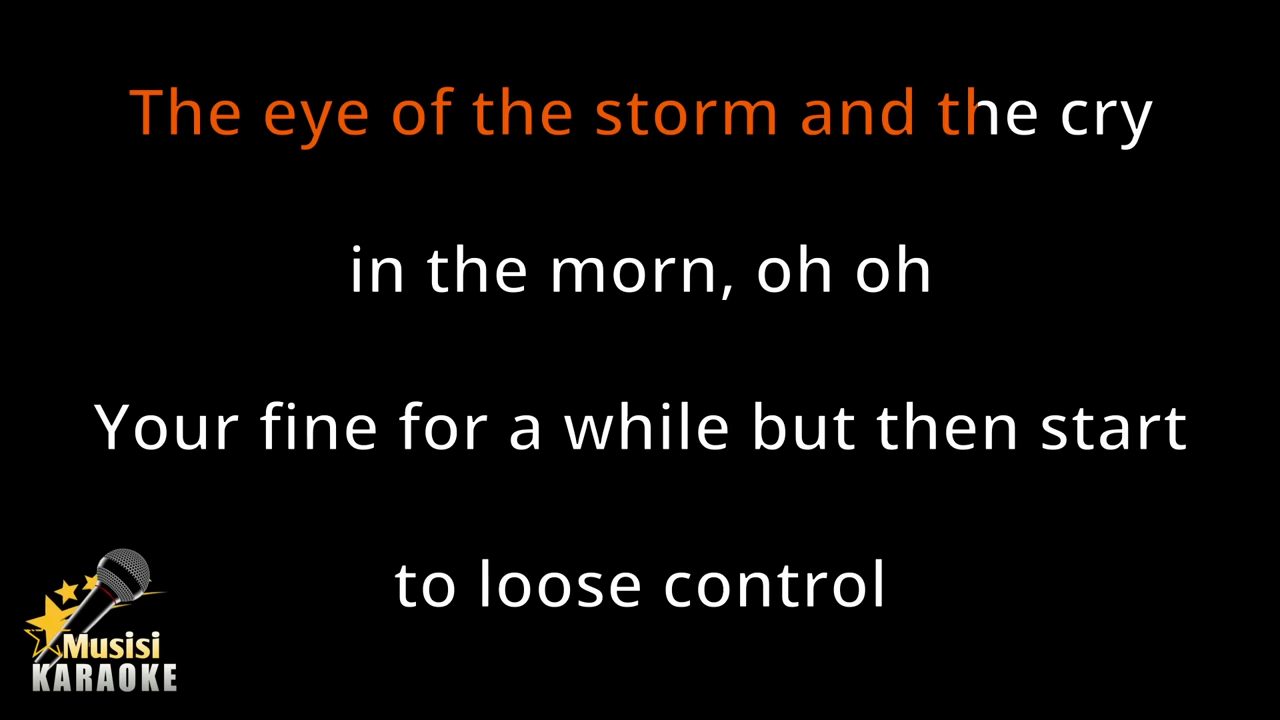 The eye of the storm and the cry
in the morn, oh oh
Your fine for a while but then start
to loose control
Musisi
KARAOKE